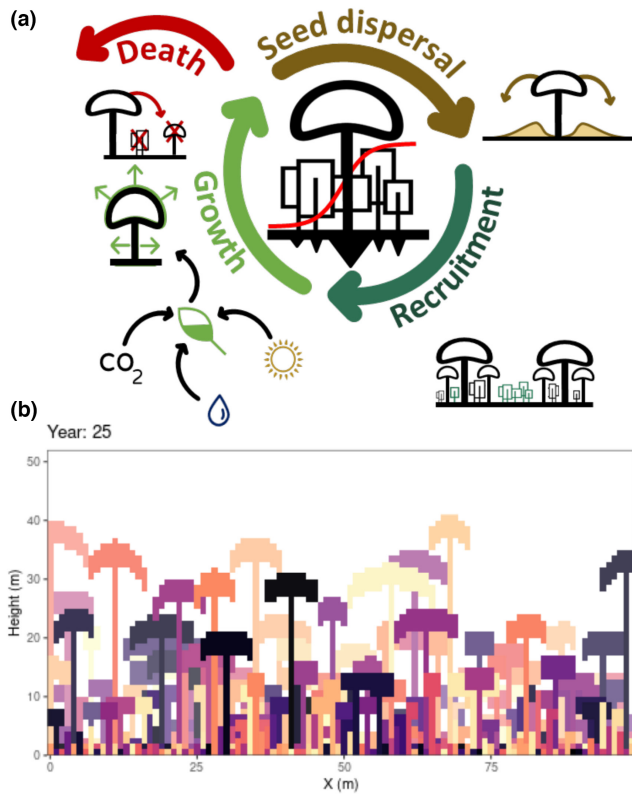 (a)
Death
Seed dispersal
Growth
Recruitment
CO2
(b)
Year: 25
Height (m)
50
40
30
20
10
0
0
25
50
75
X (m)